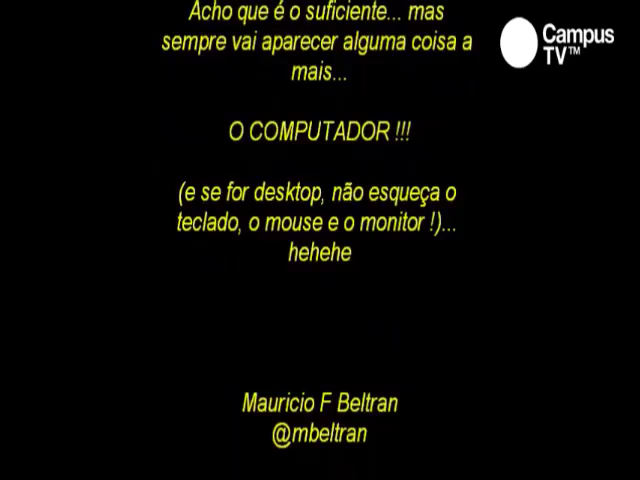 Acho que é o suficiente... mas
sempre vai aparecer alguma coisa a
mais...
O COMPUTADOR !!!
(e se for desktop, não esqueça o
teclado, o mouse e o monitor !)...
hehehe
Mauricio F Beltran
@mbeltran
Campus
TV™